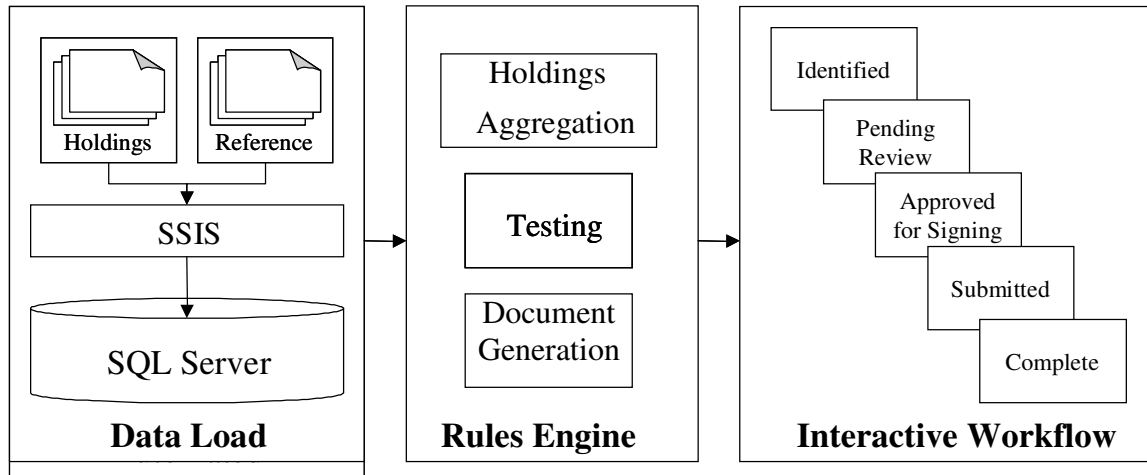 Holdings
Reference
SSIS
SQL Server
Data Load
Holdings
Aggregation
Testing
Document
Generation
Rules Engine
Identified
Pending
Review
Approved
for Signing
Submitted
Complete
Interactive Workflow